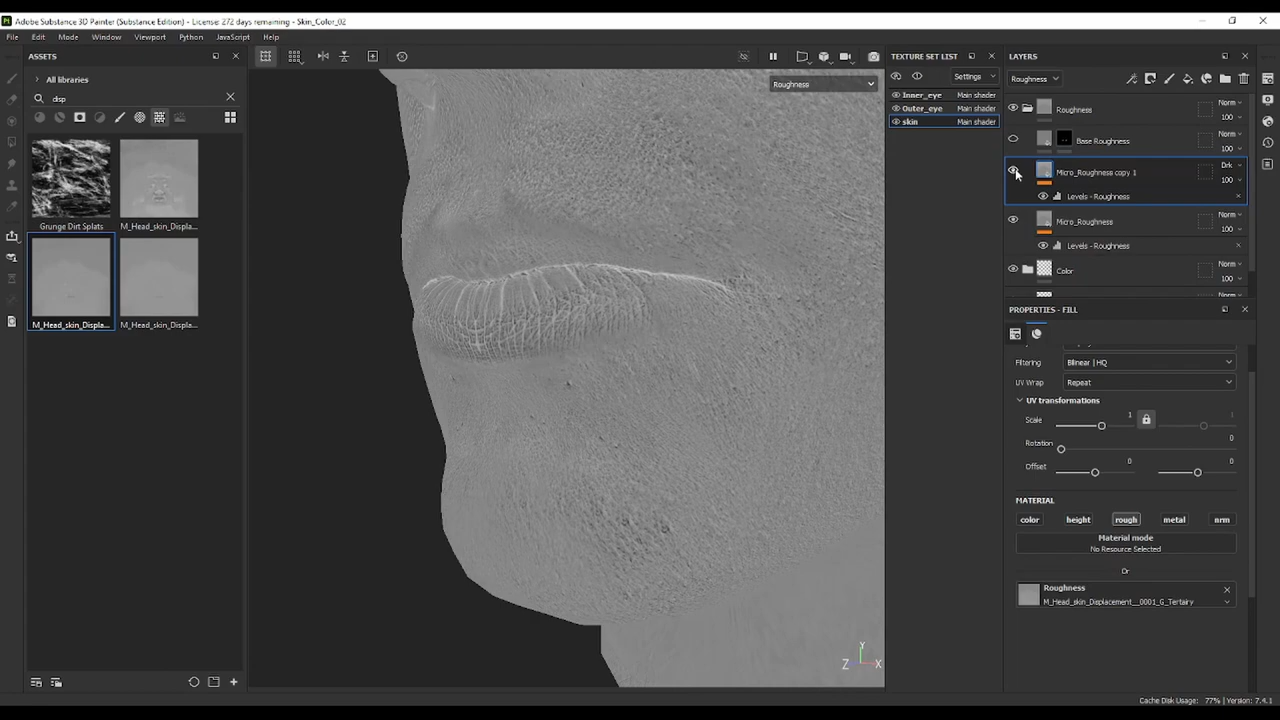 Adobe Substance 3D Painter (Substance Edition) - License: 272 days remaining - Skin_Color_02
File Edit Mode Window Viewport Python JavaScript Help
ASSETS
All libraries
disp
Grunge Dirt Splats
M_Head_skin_Displa...
M_Head_skin_Displa...
M_Head_skin_Displa...
Roughness
Z
Y
X
TEXTURE SET LIST
Settings
Inner_eye Main shader
Outer_eye Main shader
skin Main shader
LAYERS
Roughness
Roughness Norm 100
Base Roughness Norm 100
Micro_Roughness copy 1 Drk 100
Levels - Roughness
Micro_Roughness Norm 100
Levels - Roughness
Color Norm 100
Norm
PROPERTIES - FILL
Filtering Bilinear | HQ
UV Wrap Repeat
UV transformations
Scale 1 1
Rotation 0
Offset 0 0
MATERIAL
color height rough metal nrm
Material mode
No Resource Selected
Or
Roughness
M_Head_skin_Displacement__0001_G_Tertairy
Cache Disk Usage: 77% | Version: 7.4.1